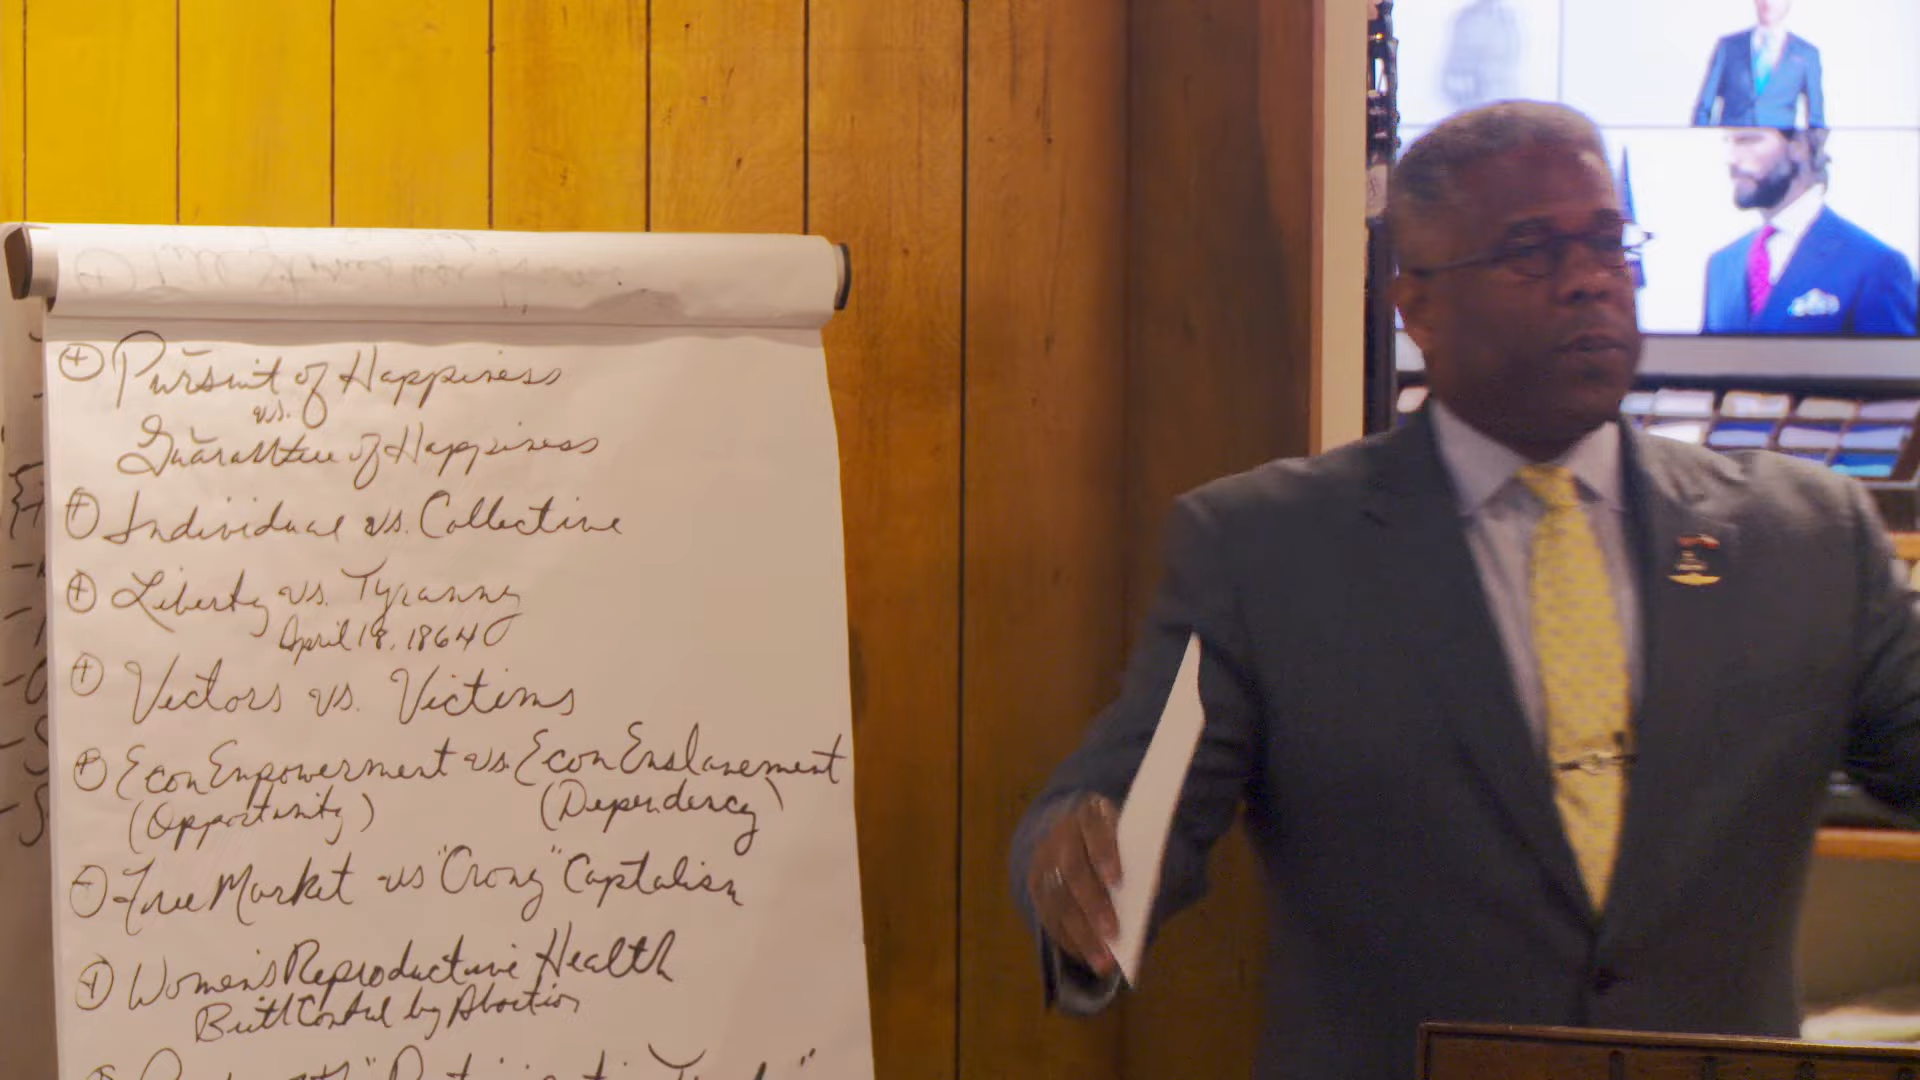 Pursuit of Happiness
vs.
Guarantee of Happiness
Individual vs. Collective
Liberty vs. Tyranny
April 18, 1864
Victors vs. Victims
Econ Empowerment vs. Econ Enslavement
(Opportunity) (Dependency)
Free Market vs "Crony" Captalism
Women's Reproductive Health
Birth Control by Abortion